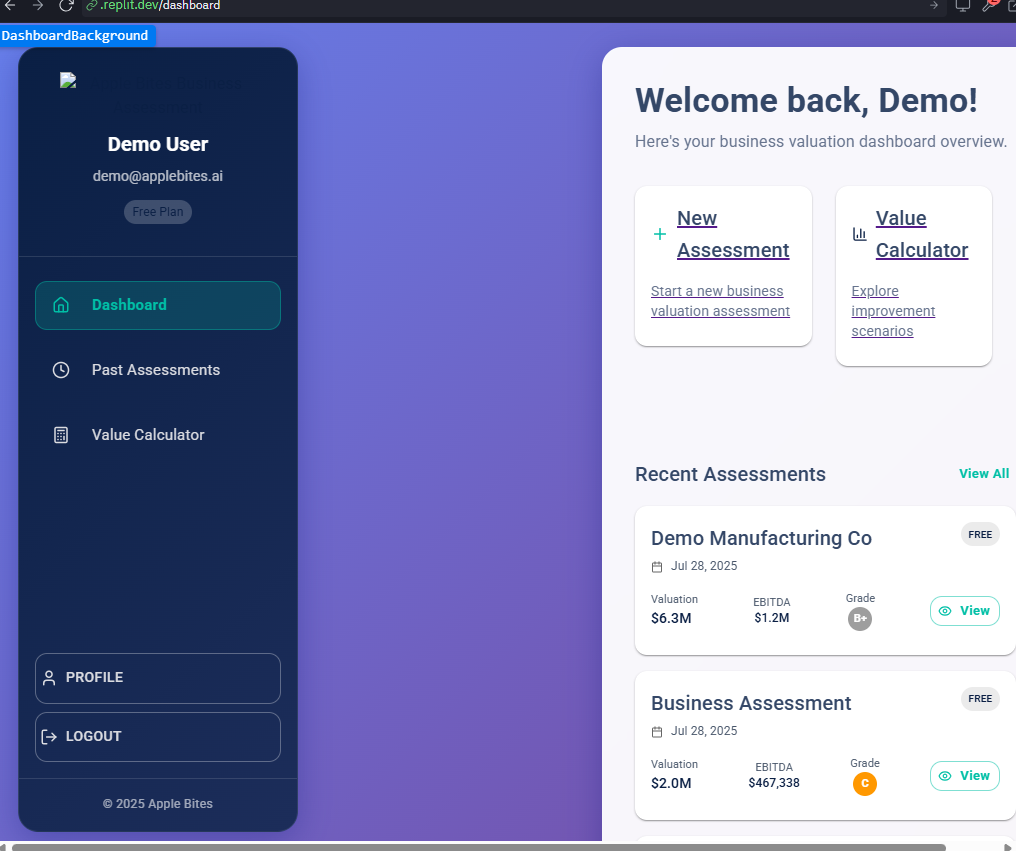 .replit.dev/dashboard
DashboardBackground
Demo User
demo@applebites.ai
Free Plan
Dashboard
Past Assessments
Value Calculator
PROFILE
LOGOUT
© 2025 Apple Bites
Welcome back, Demo!
Here's your business valuation dashboard overview.
New
Assessment
Start a new business
valuation assessment
Value
Calculator
Explore
improvement
scenarios
Recent Assessments
View All
Demo Manufacturing Co
FREE
Jul 28, 2025
Valuation
$6.3M
EBITDA
$1.2M
Grade
B+
View
Business Assessment
FREE
Jul 28, 2025
Valuation
$2.0M
EBITDA
$467,338
Grade
C
View